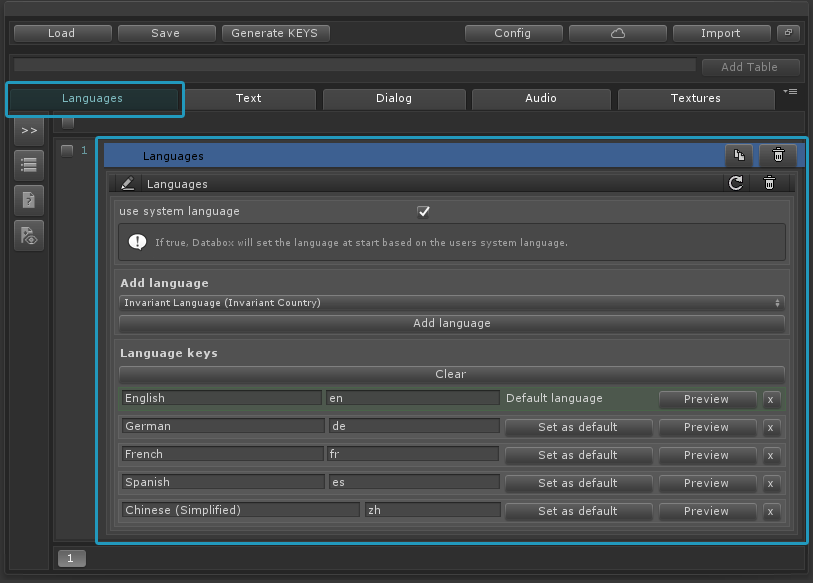 Load Save Generate KEYS Config Import
Add Table
Languages Text Dialog Audio Textures
>>
1 Languages
Languages
use system language
If true, Databox will set the language at start based on the users system language.
Add language
Invariant Language (Invariant Country)
Add language
Language keys
Clear
English en Default language Preview x
German de Set as default Preview x
French fr Set as default Preview x
Spanish es Set as default Preview x
Chinese (Simplified) zh Set as default Preview x
1